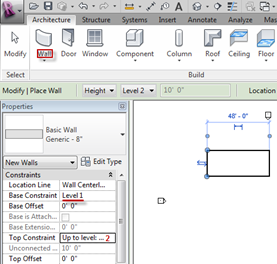 Architecture Structure Systems Insert Analyze Massing
Modify Wall Door Window Component Column Roof Ceiling Floor
Select Build
Modify | Place Wall Height Level 2 10' 0" Location
Properties
Basic Wall
Generic - 8"
New Walls Edit Type
Constraints
Location Line Wall Centerl...
Base Constraint Level 1
Base Offset 0' 0"
Base is Attach...
Base Extensio... 0' 0"
Top Constraint Up to level: ... 2
Unconnected ... 10' 0"
Top Offset 0' 0"
48' - 0"